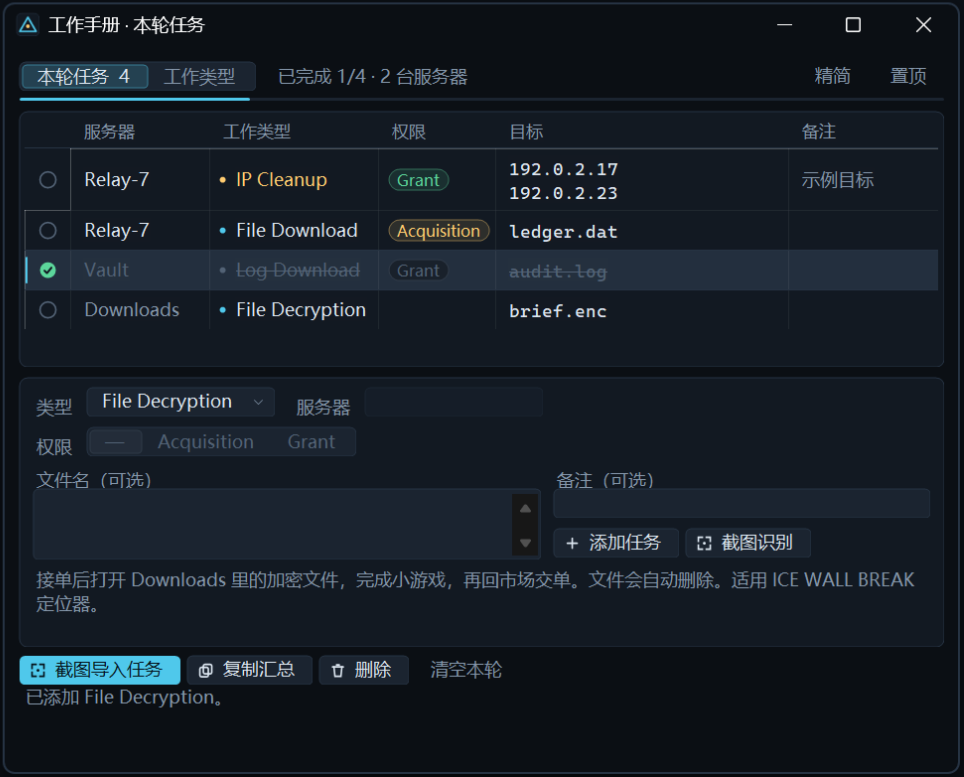 工作手册 · 本轮任务
本轮任务 4 工作类型 已完成 1/4 · 2 台服务器 精简 置顶
服务器 工作类型 权限 目标 备注
Relay-7 • IP Cleanup Grant 192.0.2.17 示例目标
192.0.2.23
Relay-7 • File Download Acquisition ledger.dat
Vault • Log Download Grant audit.log
Downloads • File Decryption brief.enc
类型 File Decryption 服务器
权限 — Acquisition Grant
文件名（可选） 备注（可选）
+ 添加任务 截图识别
接单后打开 Downloads 里的加密文件，完成小游戏，再回市场交单。文件会自动删除。适用 ICE WALL BREAK
定位器。
截图导入任务 复制汇总 删除 清空本轮
已添加 File Decryption。